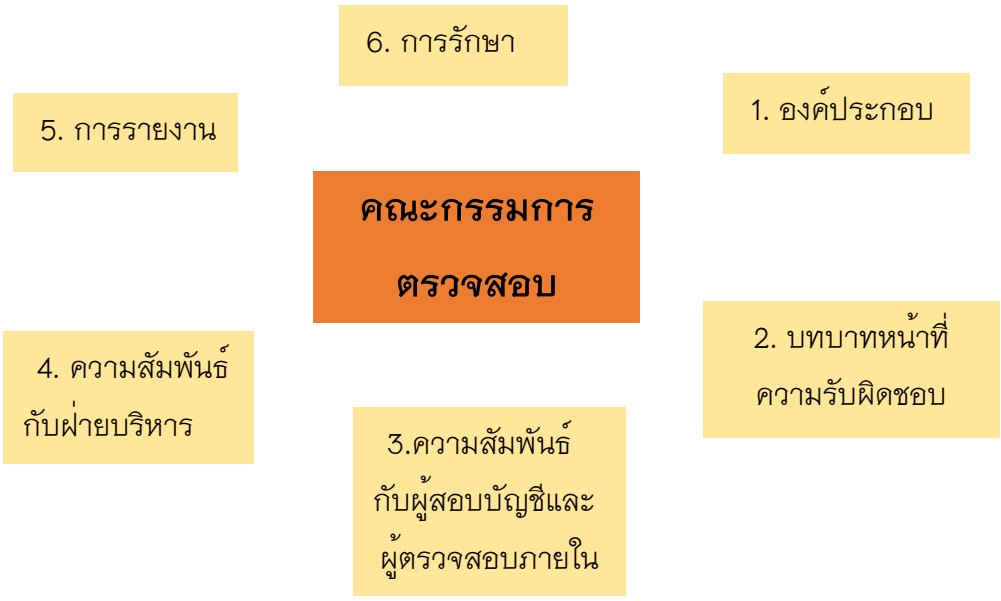 6. การรักษา
1. องค์ประกอบ
5. การรายงาน
คณะกรรมการ
ตรวจสอบ
2. บทบาทหน้าที่
ความรับผิดชอบ
4. ความสัมพันธ์
กับฝ่ายบริหาร
3.ความสัมพันธ์
กับผู้สอบบัญชีและ
ผู้ตรวจสอบภายใน